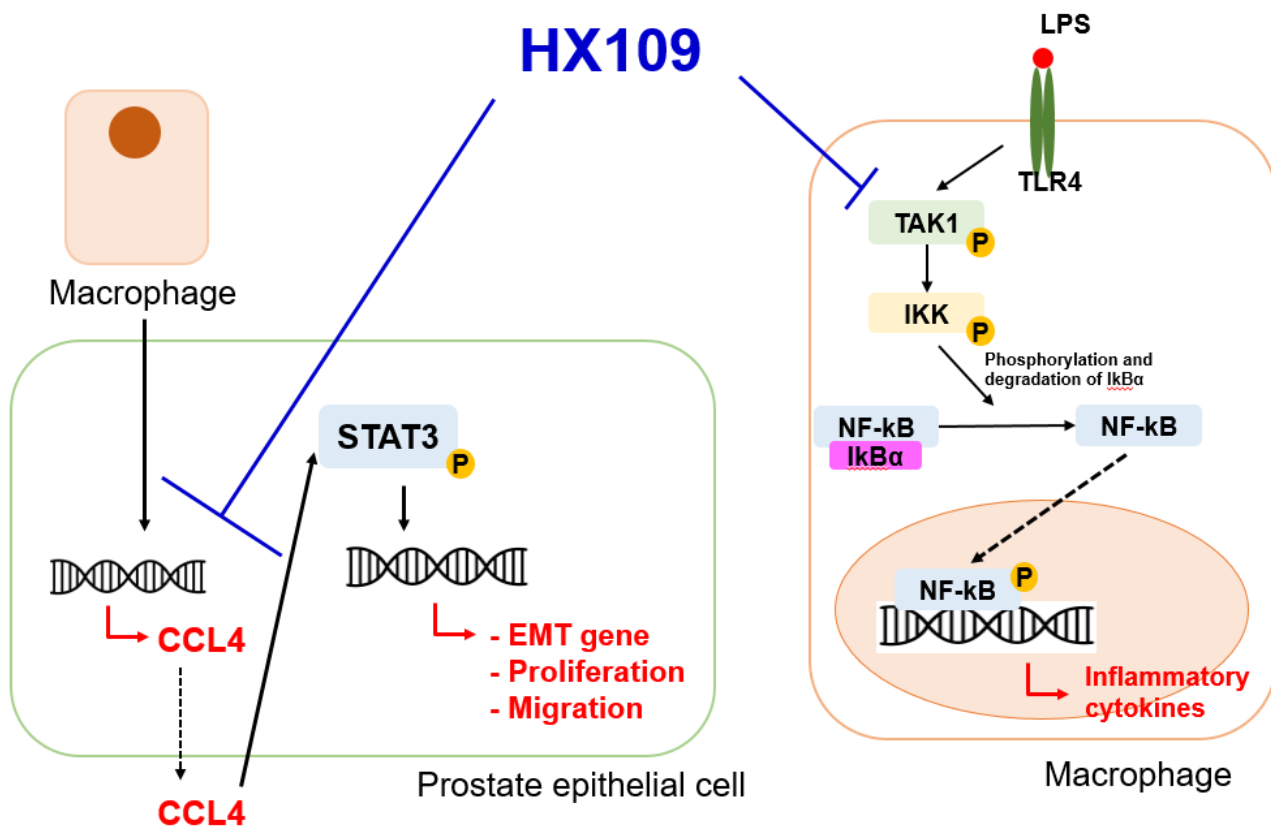 HX109
Macrophage
STAT3
P
CCL4
- EMT gene
- Proliferation
- Migration
CCL4
Prostate epithelial cell
LPS
TLR4
TAK1
P
IKK
P
Phosphorylation and
degradation of IkBα
NF-kB
IkBα
NF-kB
NF-kB
P
Inflammatory
cytokines
Macrophage